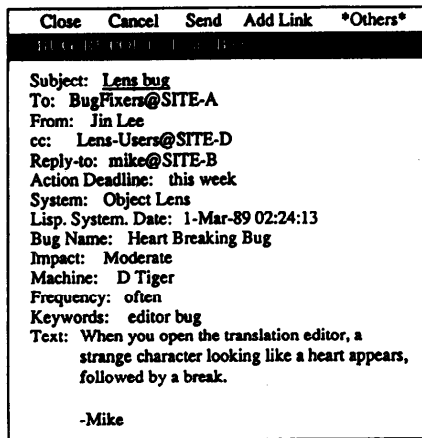 Close Cancel Send Add Link *Others*
Subject: Lens bug
To: BugFixers@SITE-A
From: Jin Lee
cc: Lens-Users@SITE-D
Reply-to: mike@SITE-B
Action Deadline: this week
System: Object Lens
Lisp. System. Date: 1-Mar-89 02:24:13
Bug Name: Heart Breaking Bug
Impact: Moderate
Machine: D Tiger
Frequency: often
Keywords: editor bug
Text: When you open the translation editor, a
strange character looking like a heart appears,
followed by a break.
-Mike